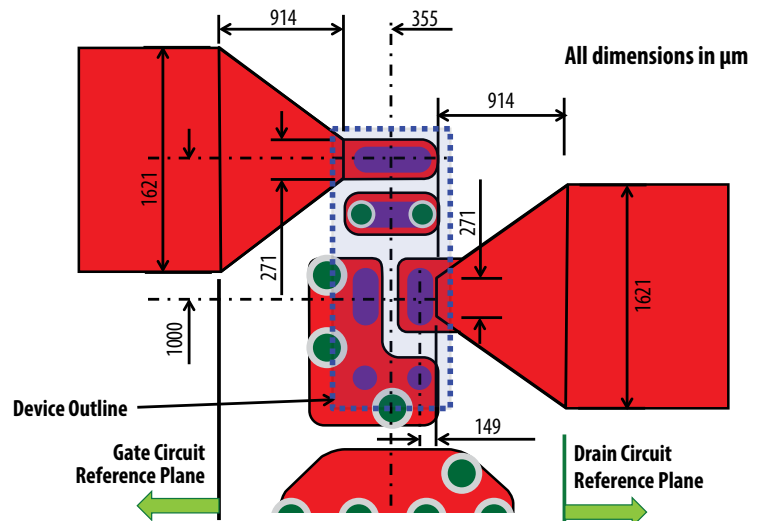 914
355
All dimensions in µm
914
1621
271
271
1621
1000
Device Outline
149
Gate Circuit
Reference Plane
Drain Circuit
Reference Plane